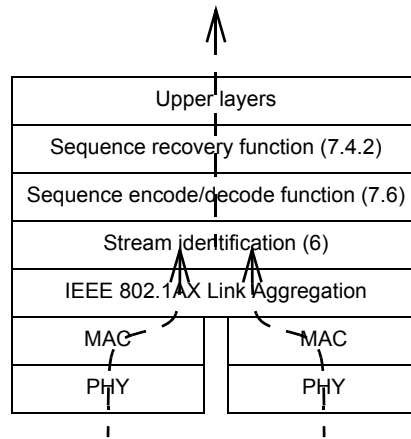 Upper layers
Sequence recovery function (7.4.2)
Sequence encode/decode function (7.6)
Stream identification (6)
IEEE 802.1AX Link Aggregation
MAC MAC
PHY PHY